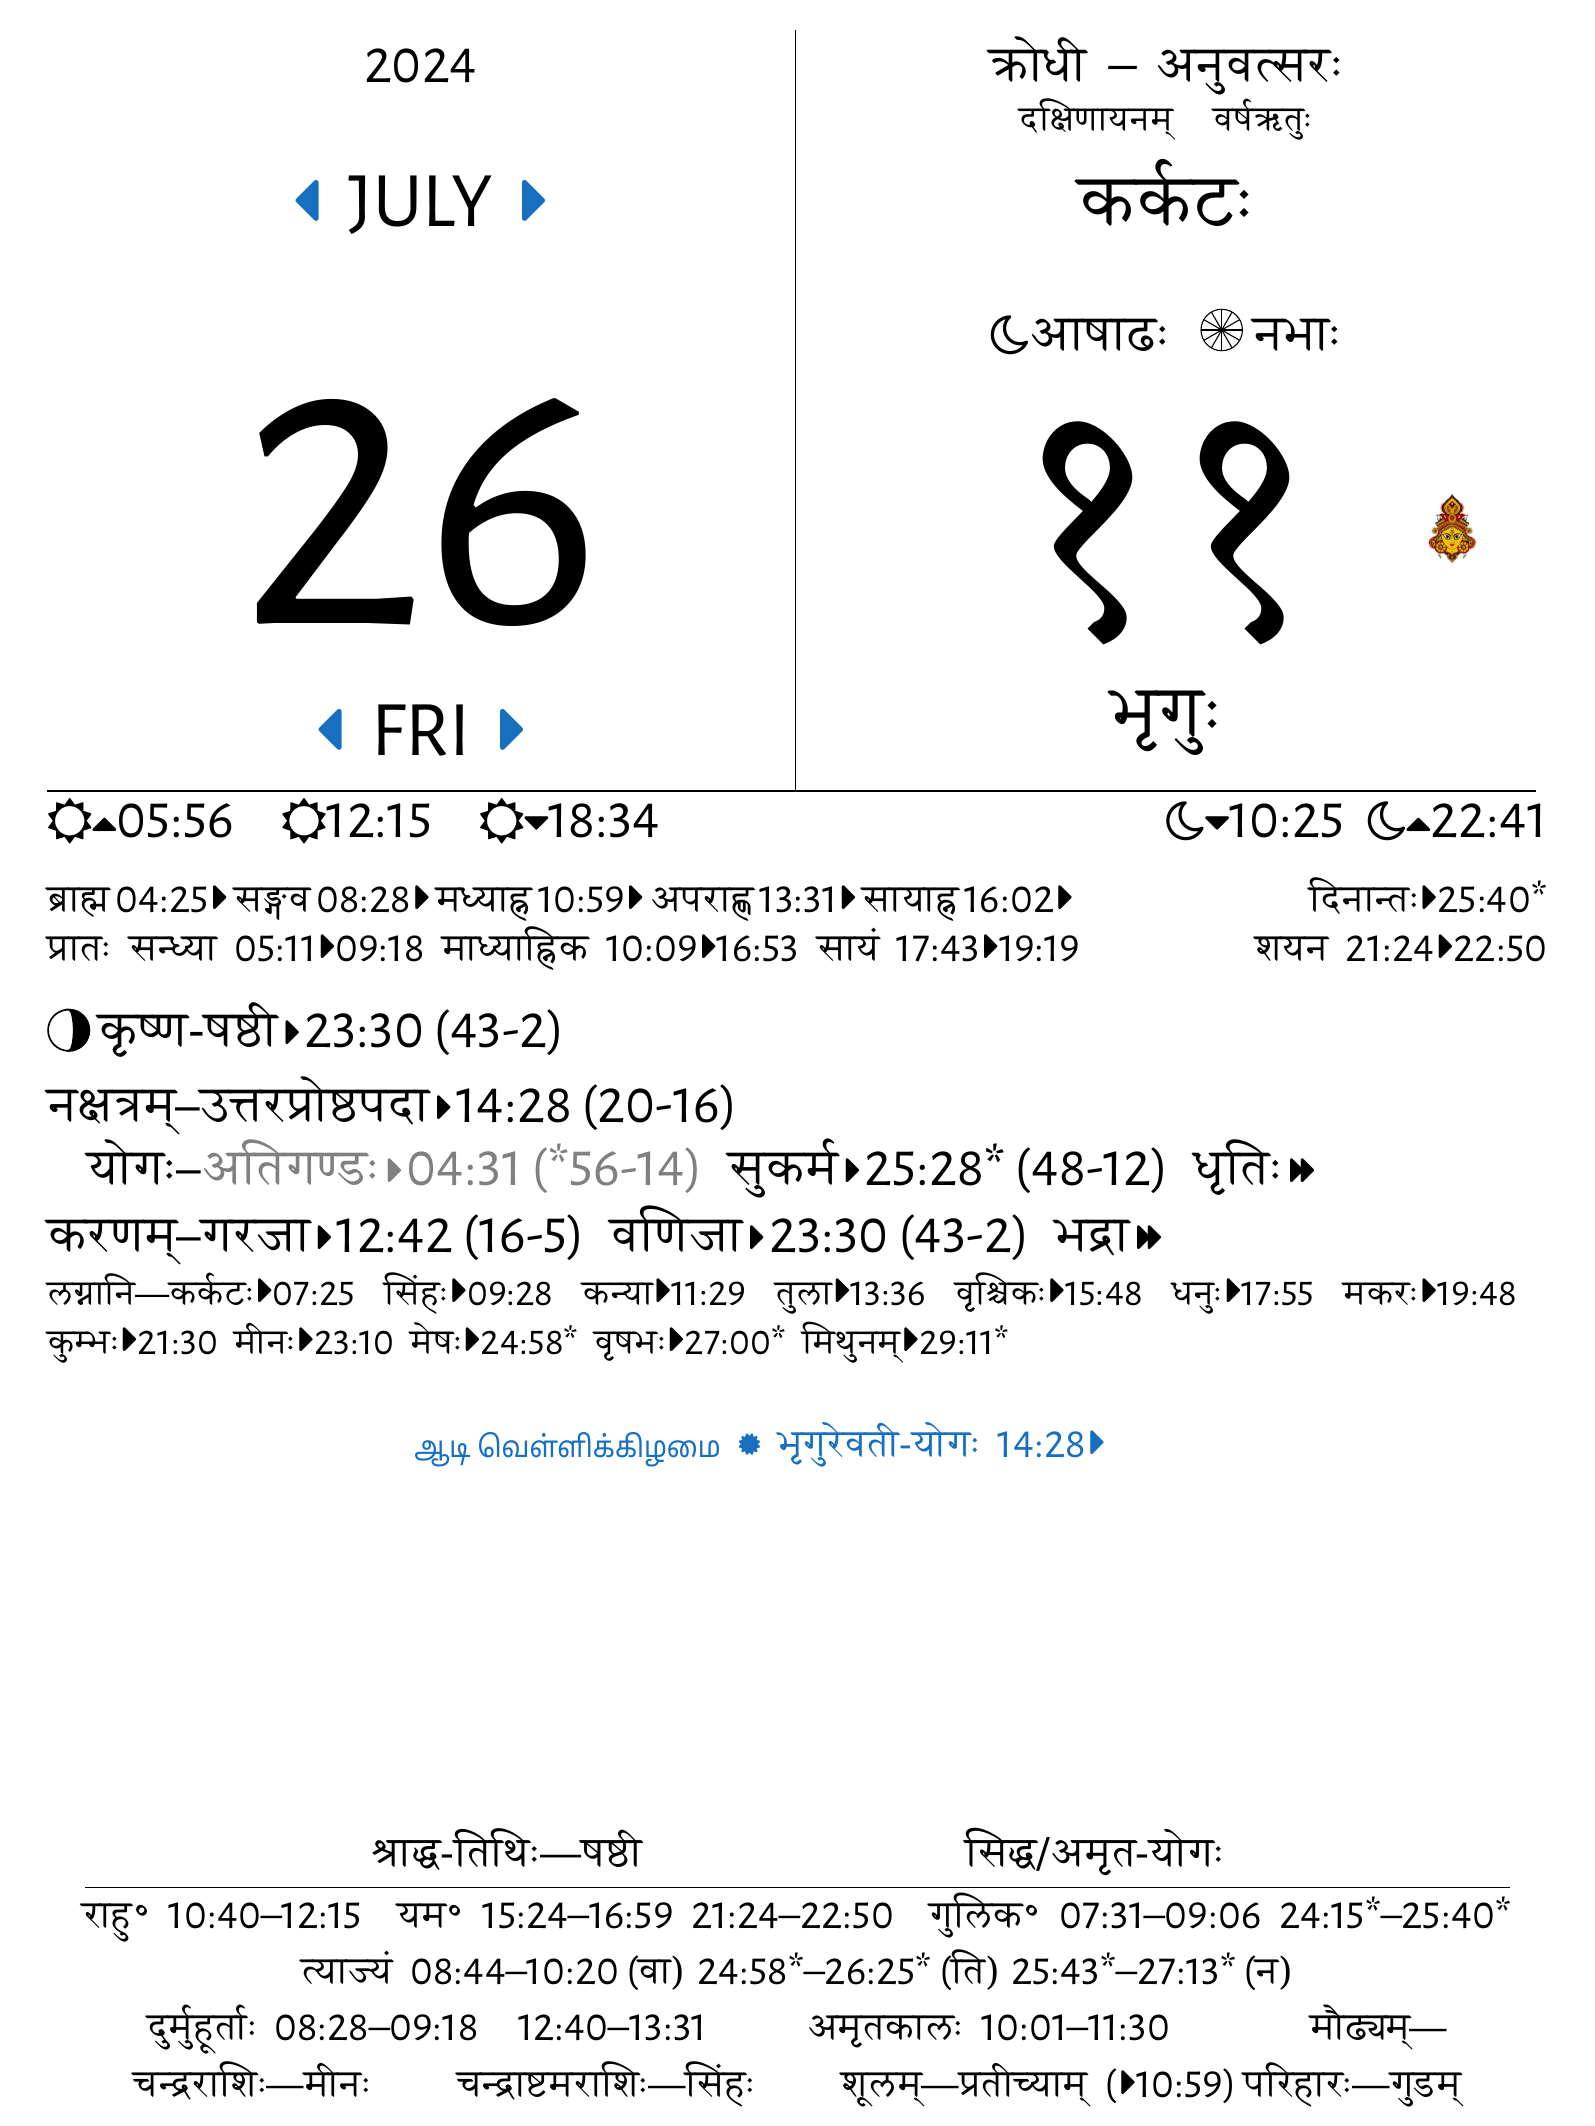 2024
JULY
26
FRI
क्रोधी – अनुवत्सरः
दक्षिणायनम् वर्षऋतुः
कर्कटः
आषाढः नभाः
११
भृगुः
05:56 12:15 18:34 10:25 22:41
ब्राह्म 04:25 सङ्गव 08:28 मध्याह्न 10:59 अपराह्ण 13:31 सायाह्न 16:02 दिनान्तः 25:40*
प्रातः सन्ध्या 05:11 09:18 माध्याह्निक 10:09 16:53 सायं 17:43 19:19 शयन 21:24 22:50
कृष्ण-षष्ठी 23:30 (43-2)
नक्षत्रम्–उत्तरप्रोष्ठपदा 14:28 (20-16)
योगः–अतिगण्डः 04:31 (*56-14) सुकर्म 25:28* (48-12) धृतिः
करणम्–गरजा 12:42 (16-5) वणिजा 23:30 (43-2) भद्रा
लग्नानि—कर्कटः 07:25 सिंहः 09:28 कन्या 11:29 तुला 13:36 वृश्चिकः 15:48 धनुः 17:55 मकरः 19:48
कुम्भः 21:30 मीनः 23:10 मेषः 24:58* वृषभः 27:00* मिथुनम् 29:11*
ஆடி வெள்ளிக்கிழமை ✹ भृगुरेवती-योगः 14:28
श्राद्ध-तिथिः—षष्ठी सिद्ध/अमृत-योगः
राहु॰ 10:40–12:15 यम॰ 15:24–16:59 21:24–22:50 गुलिक॰ 07:31–09:06 24:15*–25:40*
त्याज्यं 08:44–10:20 (वा) 24:58*–26:25* (ति) 25:43*–27:13* (न)
दुर्मुहूर्ताः 08:28–09:18 12:40–13:31 अमृतकालः 10:01–11:30 मौढ्यम्—
चन्द्रराशिः—मीनः चन्द्राष्टमराशिः—सिंहः शूलम्—प्रतीच्याम् (10:59) परिहारः—गुडम्